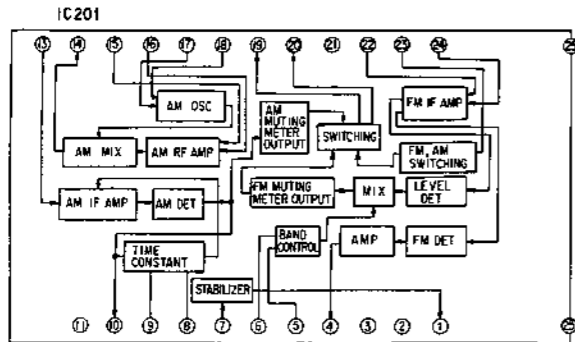 IC201
13 14 15 16 17 18 19 20 21 22 23 24 26
AM OSC
AM MUTING METER OUTPUT
SWITCHING
FM IF AMP
AM MIX
AM RF AMP
FM, AM SWITCHING
AM IF AMP
AM DET
FM MUTING METER OUTPUT
MIX
LEVEL DET
TIME CONSTANT
BAND CONTROL
AMP
FM DET
STABILIZER
11 10 9 8 7 6 5 4 3 2 1 25